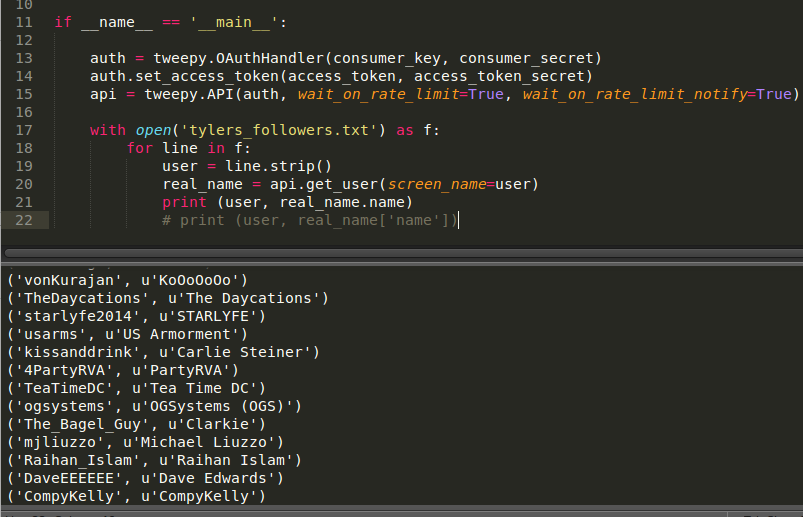 10
11 if __name__ == '__main__':
12
13 auth = tweepy.OAuthHandler(consumer_key, consumer_secret)
14 auth.set_access_token(access_token, access_token_secret)
15 api = tweepy.API(auth, wait_on_rate_limit=True, wait_on_rate_limit_notify=True)
16
17 with open('tylers_followers.txt') as f:
18 for line in f:
19 user = line.strip()
20 real_name = api.get_user(screen_name=user)
21 print (user, real_name.name)
22 # print (user, real_name['name'])
('vonKurajan', u'KoOoOoOo')
('TheDaycations', u'The Daycations')
('starlyfe2014', u'STARLYFE')
('usarms', u'US Armorment')
('kissanddrink', u'Carlie Steiner')
('4PartyRVA', u'PartyRVA')
('TeaTimeDC', u'Tea Time DC')
('ogsystems', u'OGSystems (OGS)')
('The_Bagel_Guy', u'Clarkie')
('mjliuzzo', u'Michael Liuzzo')
('Raihan_Islam', u'Raihan Islam')
('DaveEEEEEE', u'Dave Edwards')
('CompyKelly', u'CompyKelly')